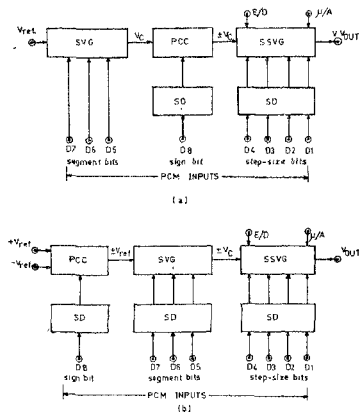 E/D μ/A
Vref. SVG VC PCC ±VC SSVG VOUT
SD SD
D7 D6 D5 D8 D4 D3 D2 D1
segment bits sign bit step-size bits
PCM INPUTS
(a)
E/D μ/A
+Vref -Vref PCC ±Vref SVG ±VC SSVG VOUT
SD SD SD
D8 D7 D6 D5 D4 D3 D2 D1
sign bit segment bits step-size bits
PCM INPUTS
(b)